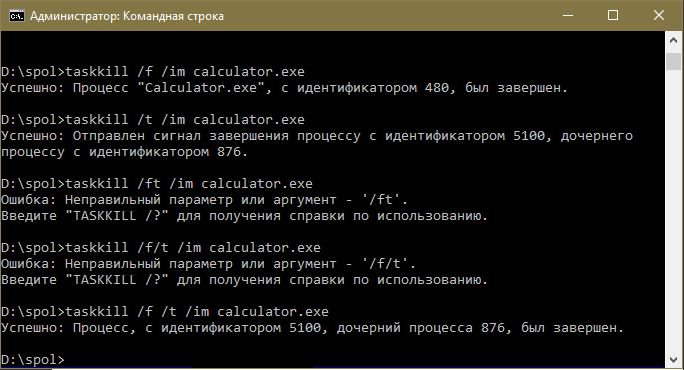 Администратор: Командная строка
D:\spol>taskkill /f /im calculator.exe
Успешно: Процесс "Calculator.exe", с идентификатором 480, был завершен.
D:\spol>taskkill /t /im calculator.exe
Успешно: Отправлен сигнал завершения процессу с идентификатором 5100, дочернего
процессу с идентификатором 876.
D:\spol>taskkill /ft /im calculator.exe
Ошибка: Неправильный параметр или аргумент - '/ft'.
Введите "TASKKILL /?" для получения справки по использованию.
D:\spol>taskkill /f/t /im calculator.exe
Ошибка: Неправильный параметр или аргумент - '/f/t'.
Введите "TASKKILL /?" для получения справки по использованию.
D:\spol>taskkill /f /t /im calculator.exe
Успешно: Процесс, с идентификатором 5100, дочерний процесса 876, был завершен.
D:\spol>